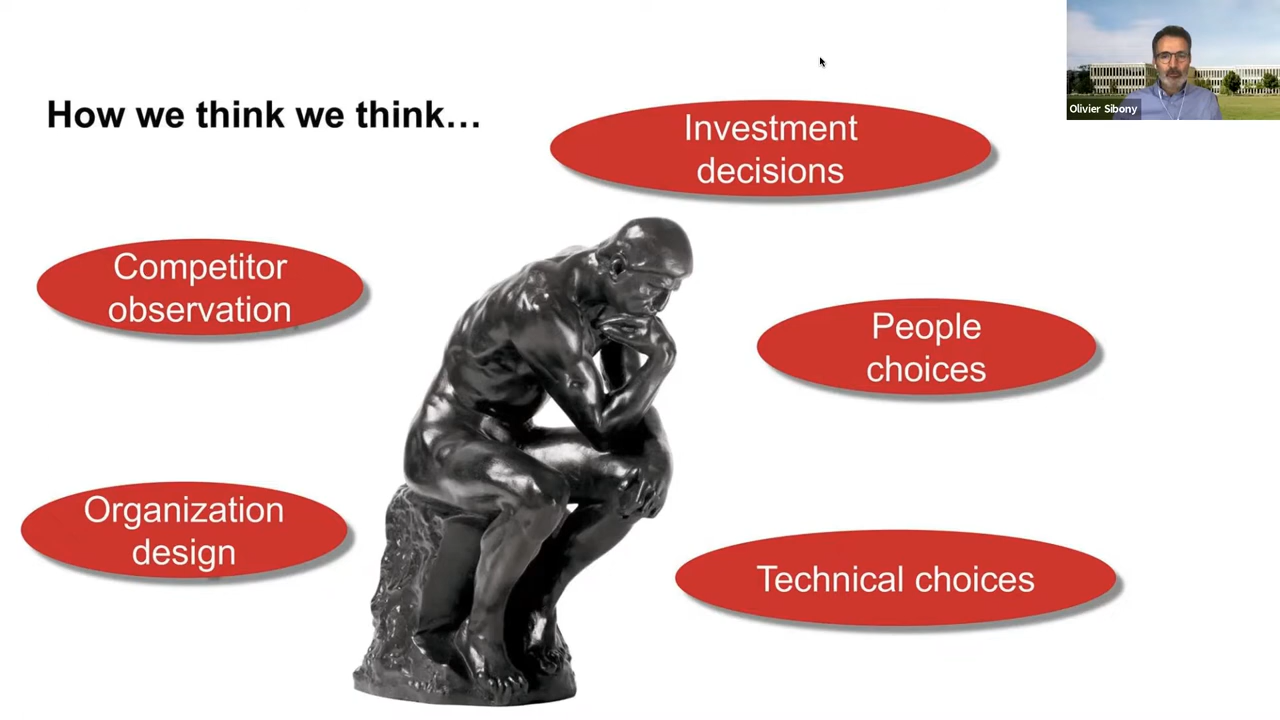 How we think we think...
Investment
decisions
Competitor
observation
People
choices
Organization
design
Technical choices
Olivier Sibony